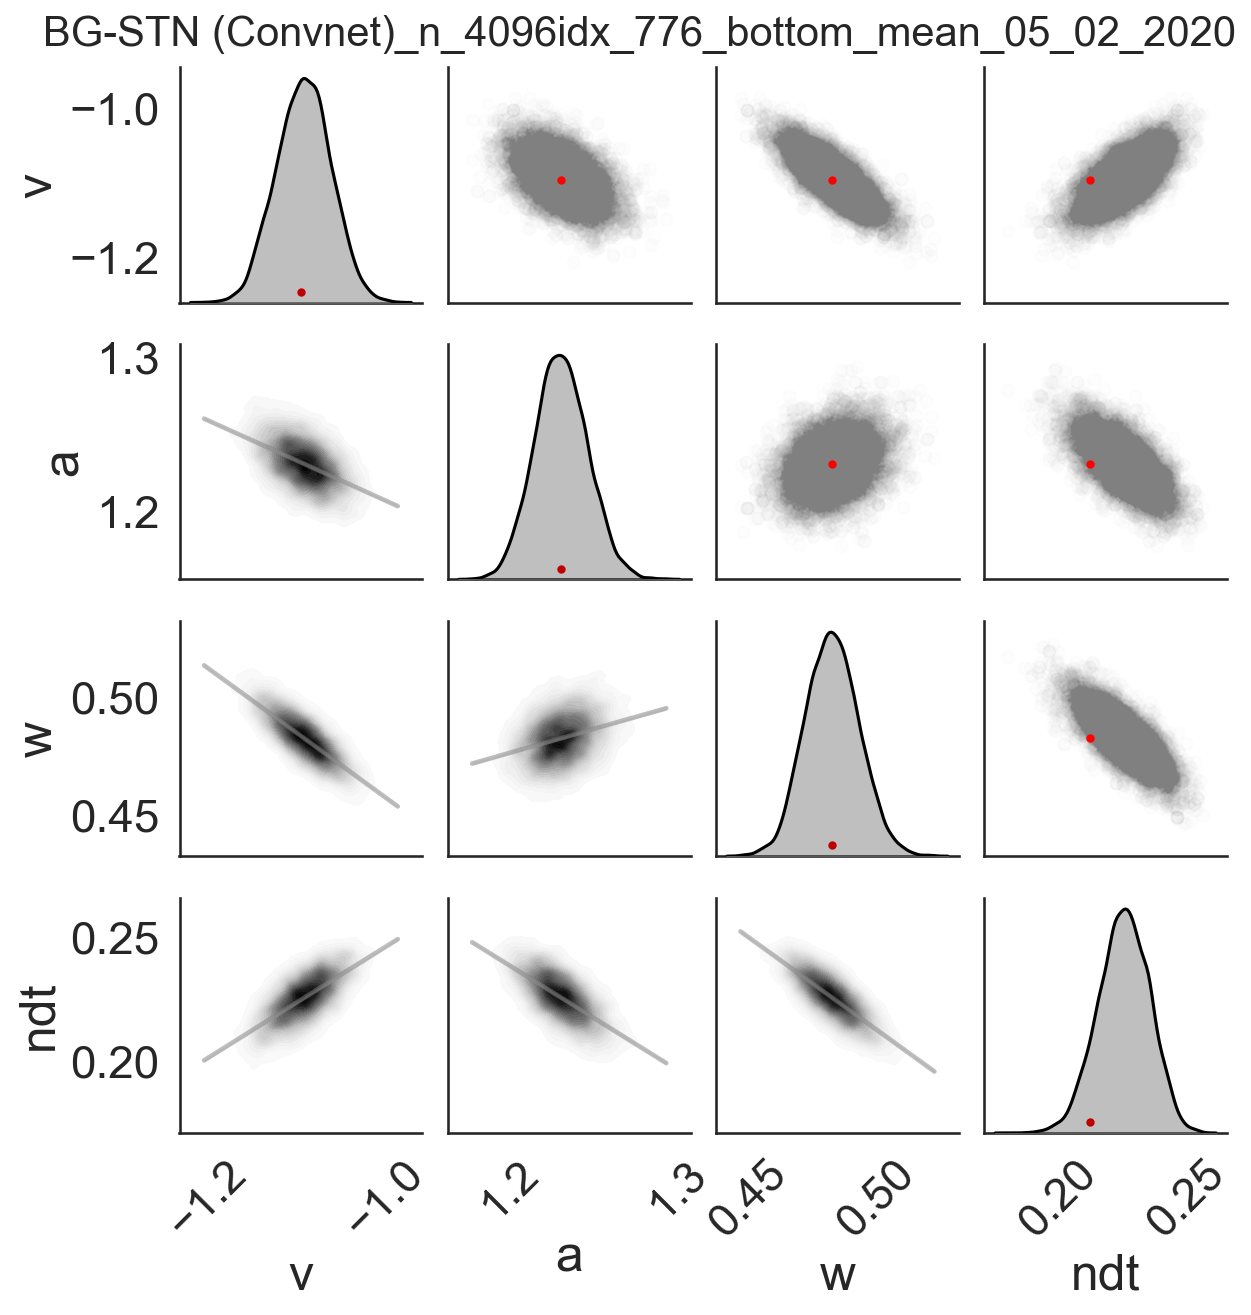 BG-STN (Convnet)_n_4096idx_776_bottom_mean_05_02_2020
−1.0
v
−1.2
1.3
a
1.2
0.50
w
0.45
0.25
ndt
0.20
−1.2 −1.0 1.2 1.3 0.45 0.50 0.20 0.25
v a w ndt